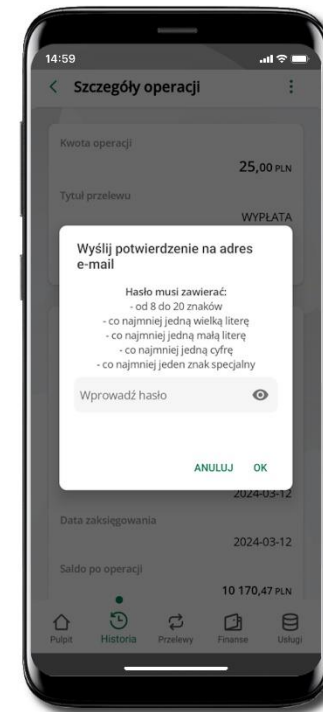 14:59
Szczegóły operacji
Kwota operacji
25,00 PLN
Tytuł przelewu
WYPŁATA
Wyślij potwierdzenie na adres
e-mail
Hasło musi zawierać:
- od 8 do 20 znaków
- co najmniej jedną wielką literę
- co najmniej jedną małą literę
- co najmniej jedną cyfrę
- co najmniej jeden znak specjalny
Wprowadź hasło
ANULUJ OK
2024-03-12
Data zaksięgowania
2024-03-12
Saldo po operacji
10 170,47 PLN
Pulpit Historia Przelewy Finanse Usługi